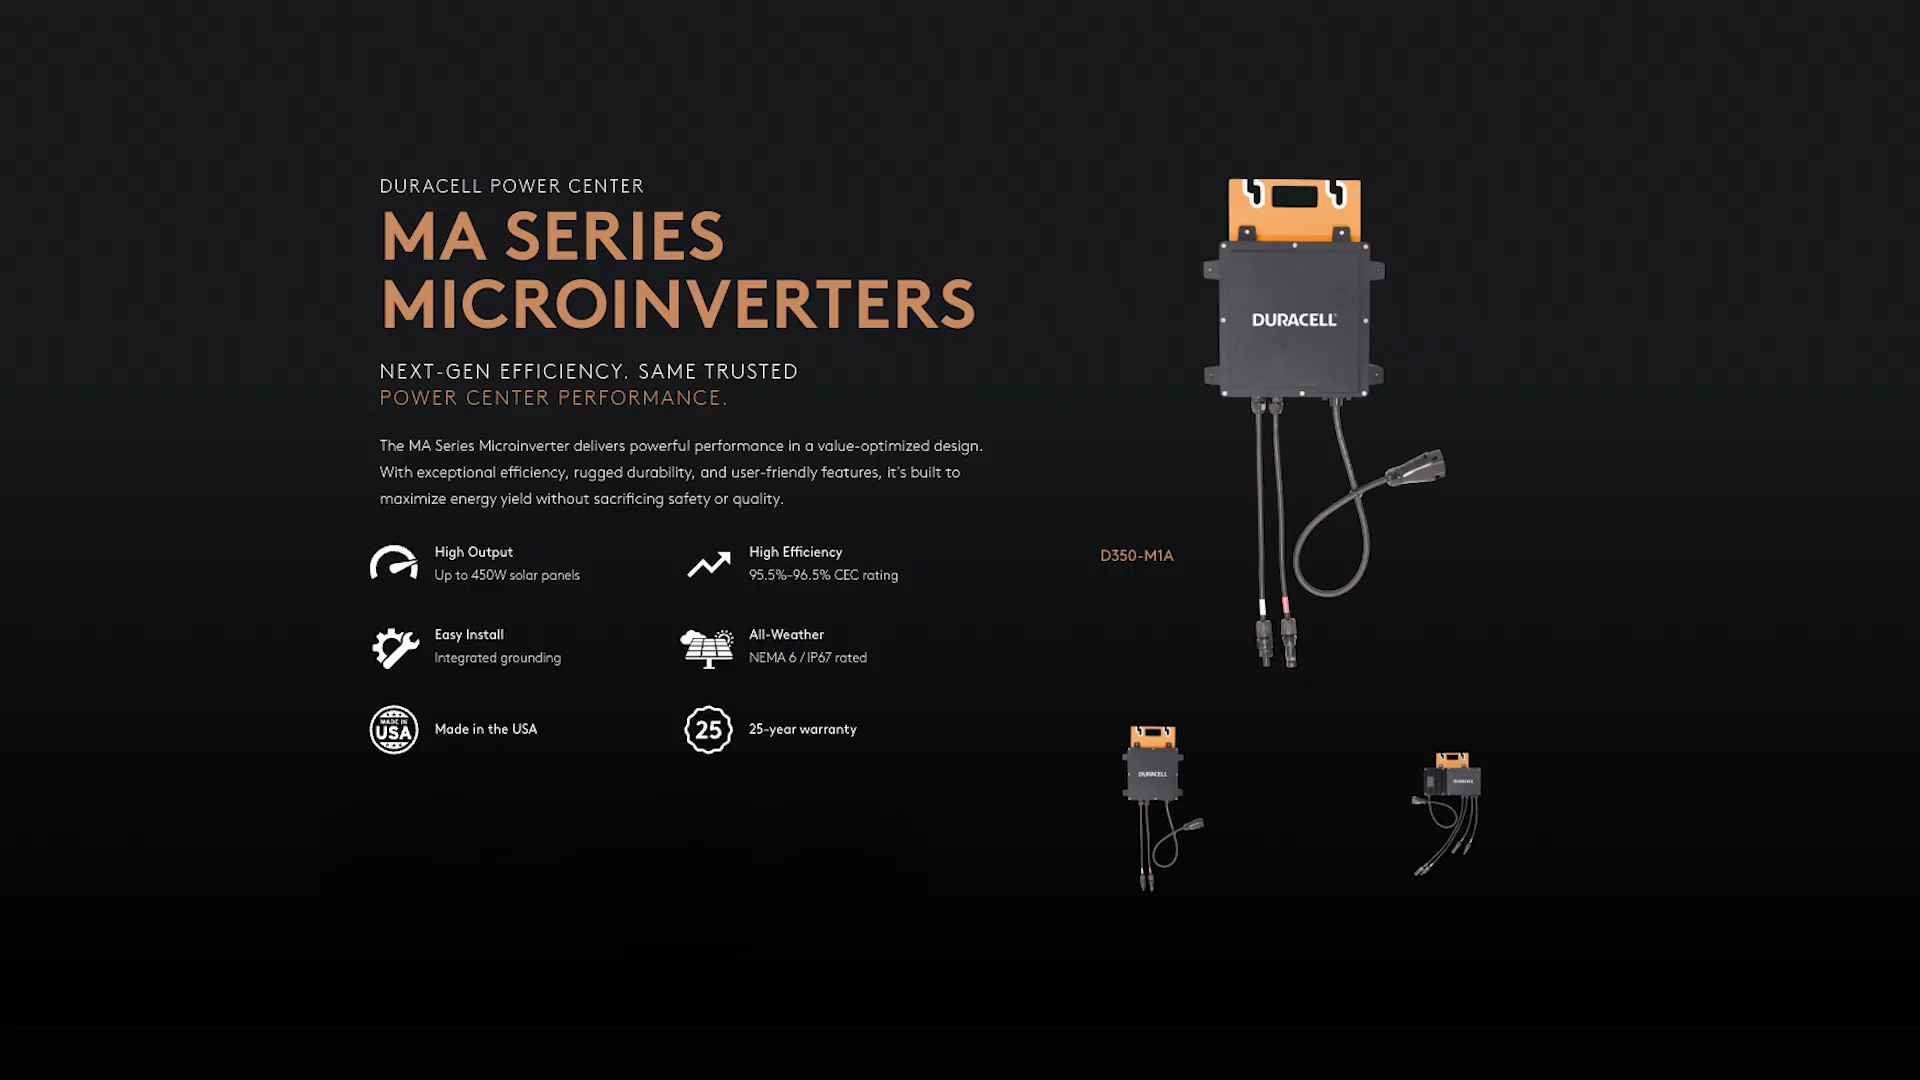 DURACELL POWER CENTER
MA SERIES
MICROINVERTERS
NEXT-GEN EFFICIENCY. SAME TRUSTED
POWER CENTER PERFORMANCE.
The MA Series Microinverter delivers powerful performance in a value-optimized design.
With exceptional efficiency, rugged durability, and user-friendly features, it's built to
maximize energy yield without sacrificing safety or quality.
High Output
Up to 450W solar panels
High Efficiency
95.5%–96.5% CEC rating
Easy Install
Integrated grounding
All-Weather
NEMA 6 / IP67 rated
MADE IN
USA
Made in the USA
25
25-year warranty
DURACELL
D350-M1A
DURACELL
DURACELL